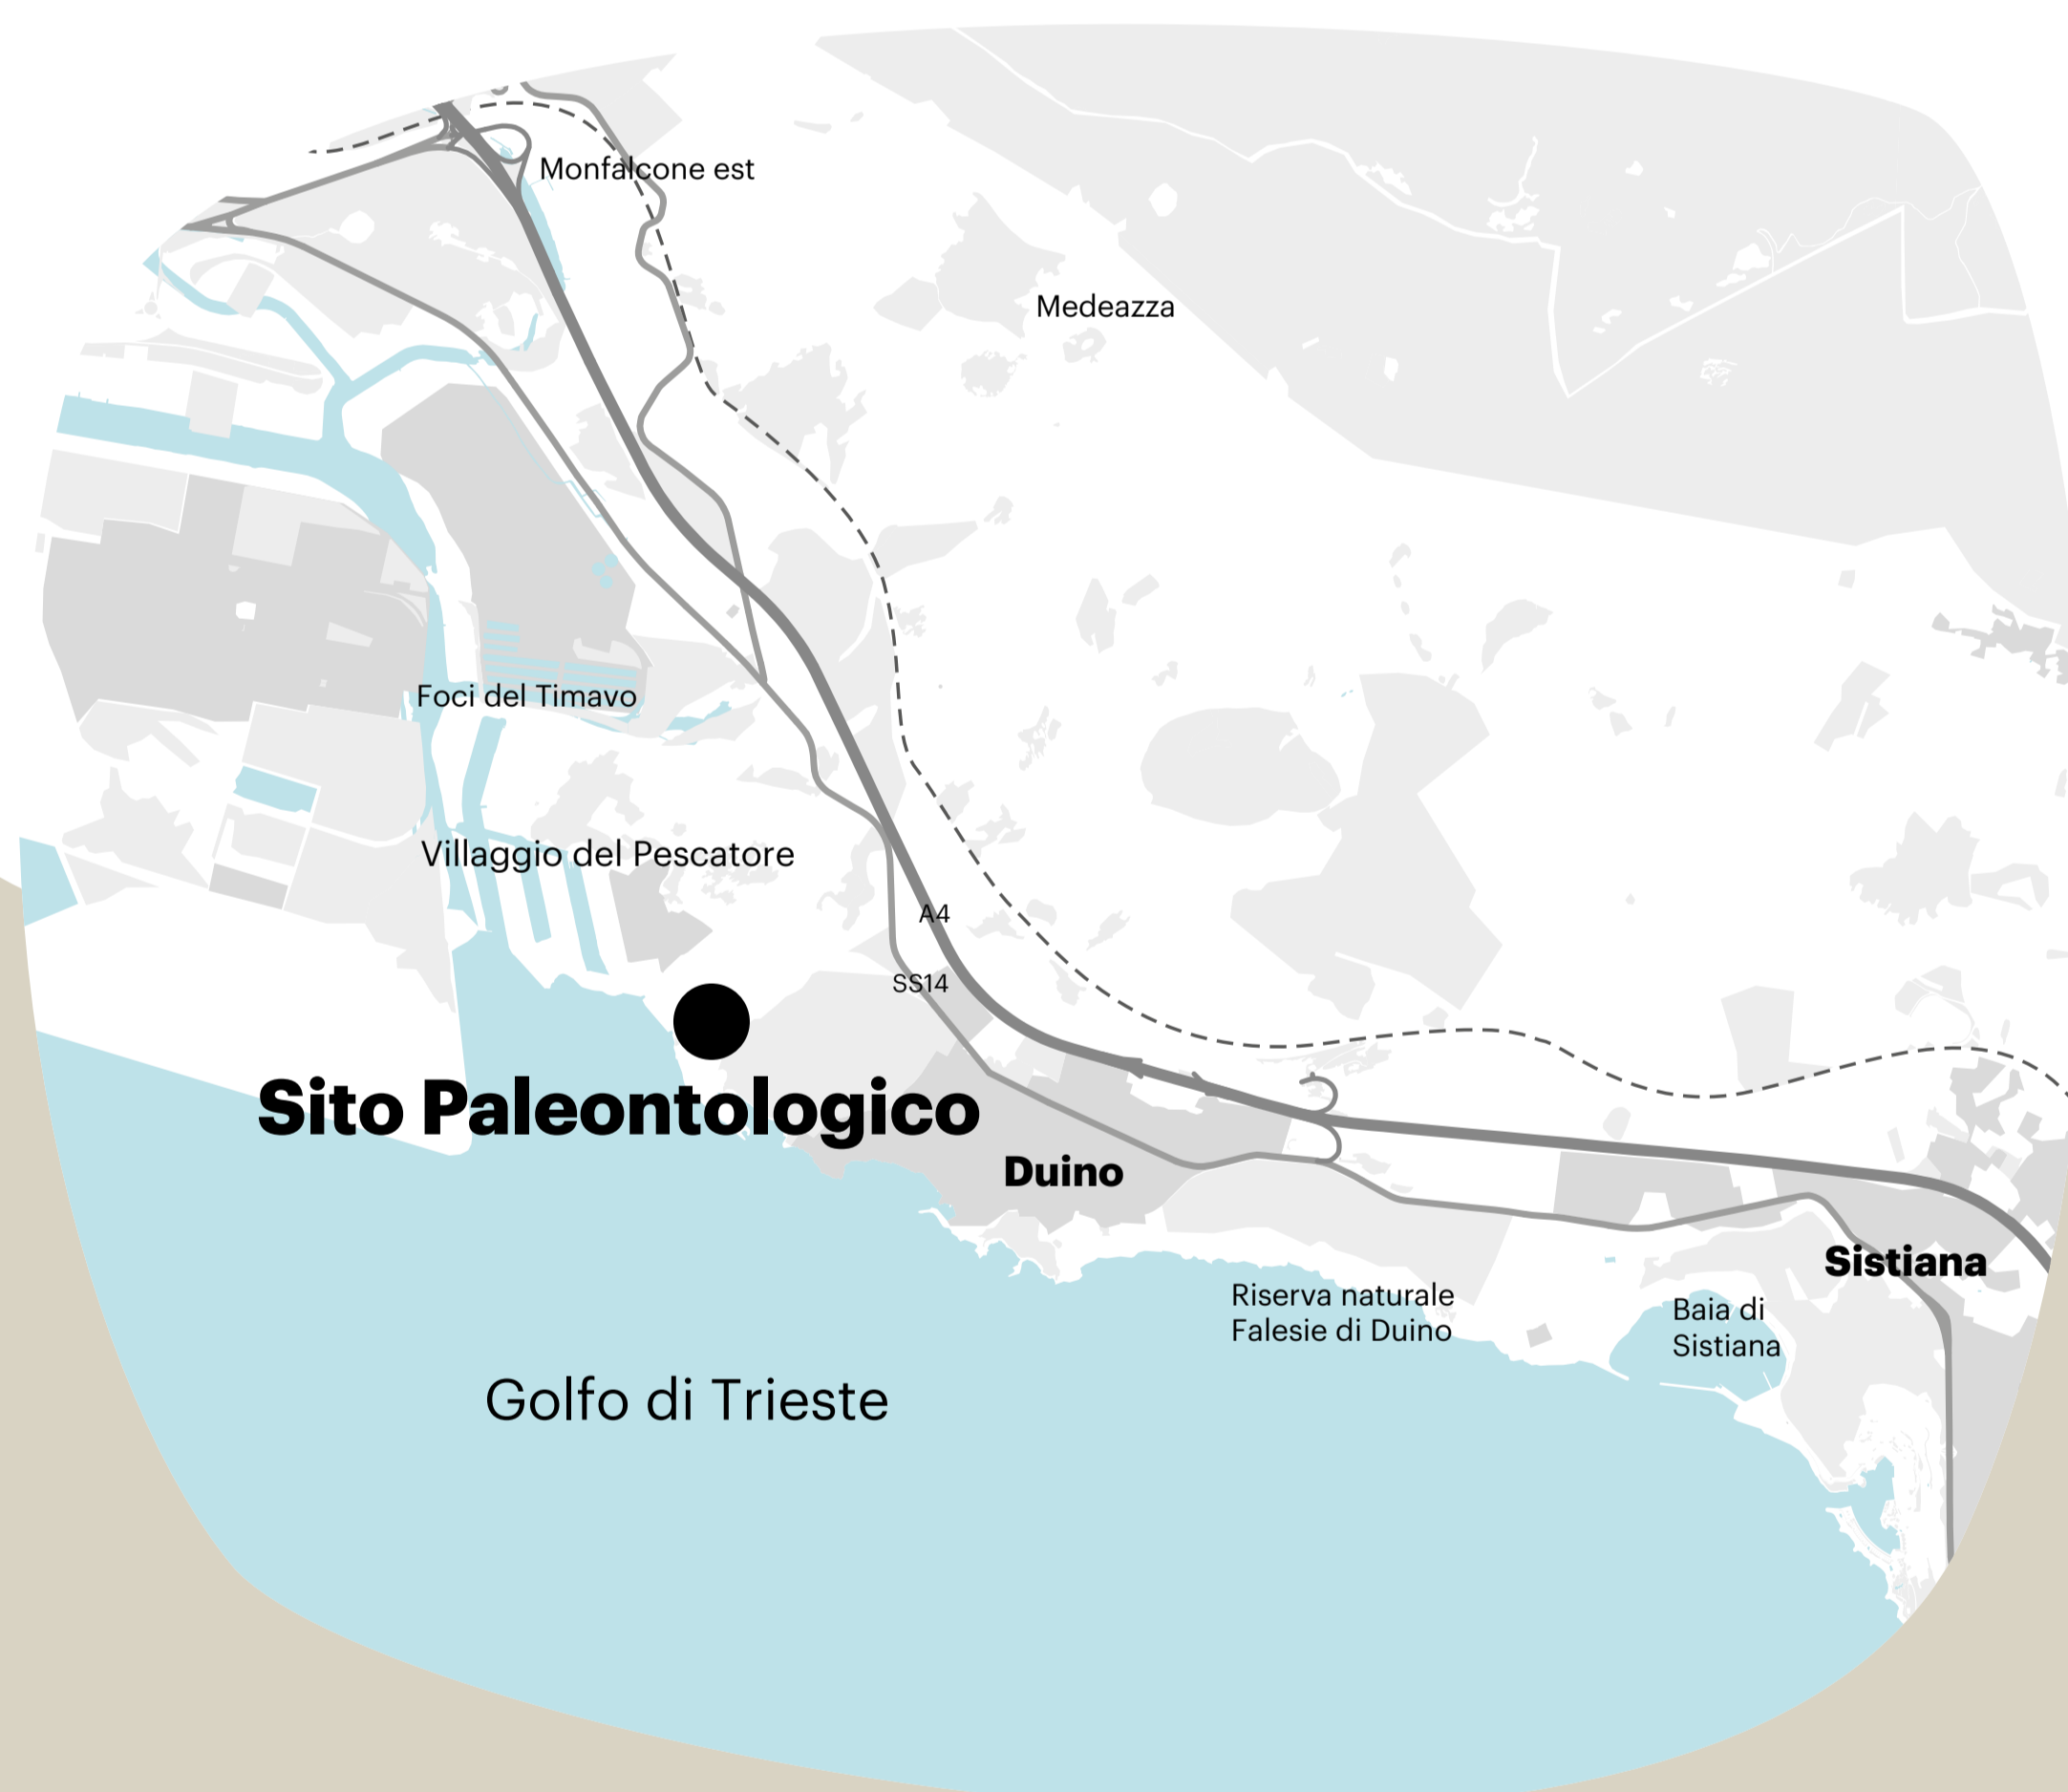 Monfalcone est
Medeazza
Foci del Timavo
Villaggio del Pescatore
A4
SS14
Sito Paleontologico
Duino
Sistiana
Riserva naturale
Falesie di Duino
Baia di
Sistiana
Golfo di Trieste